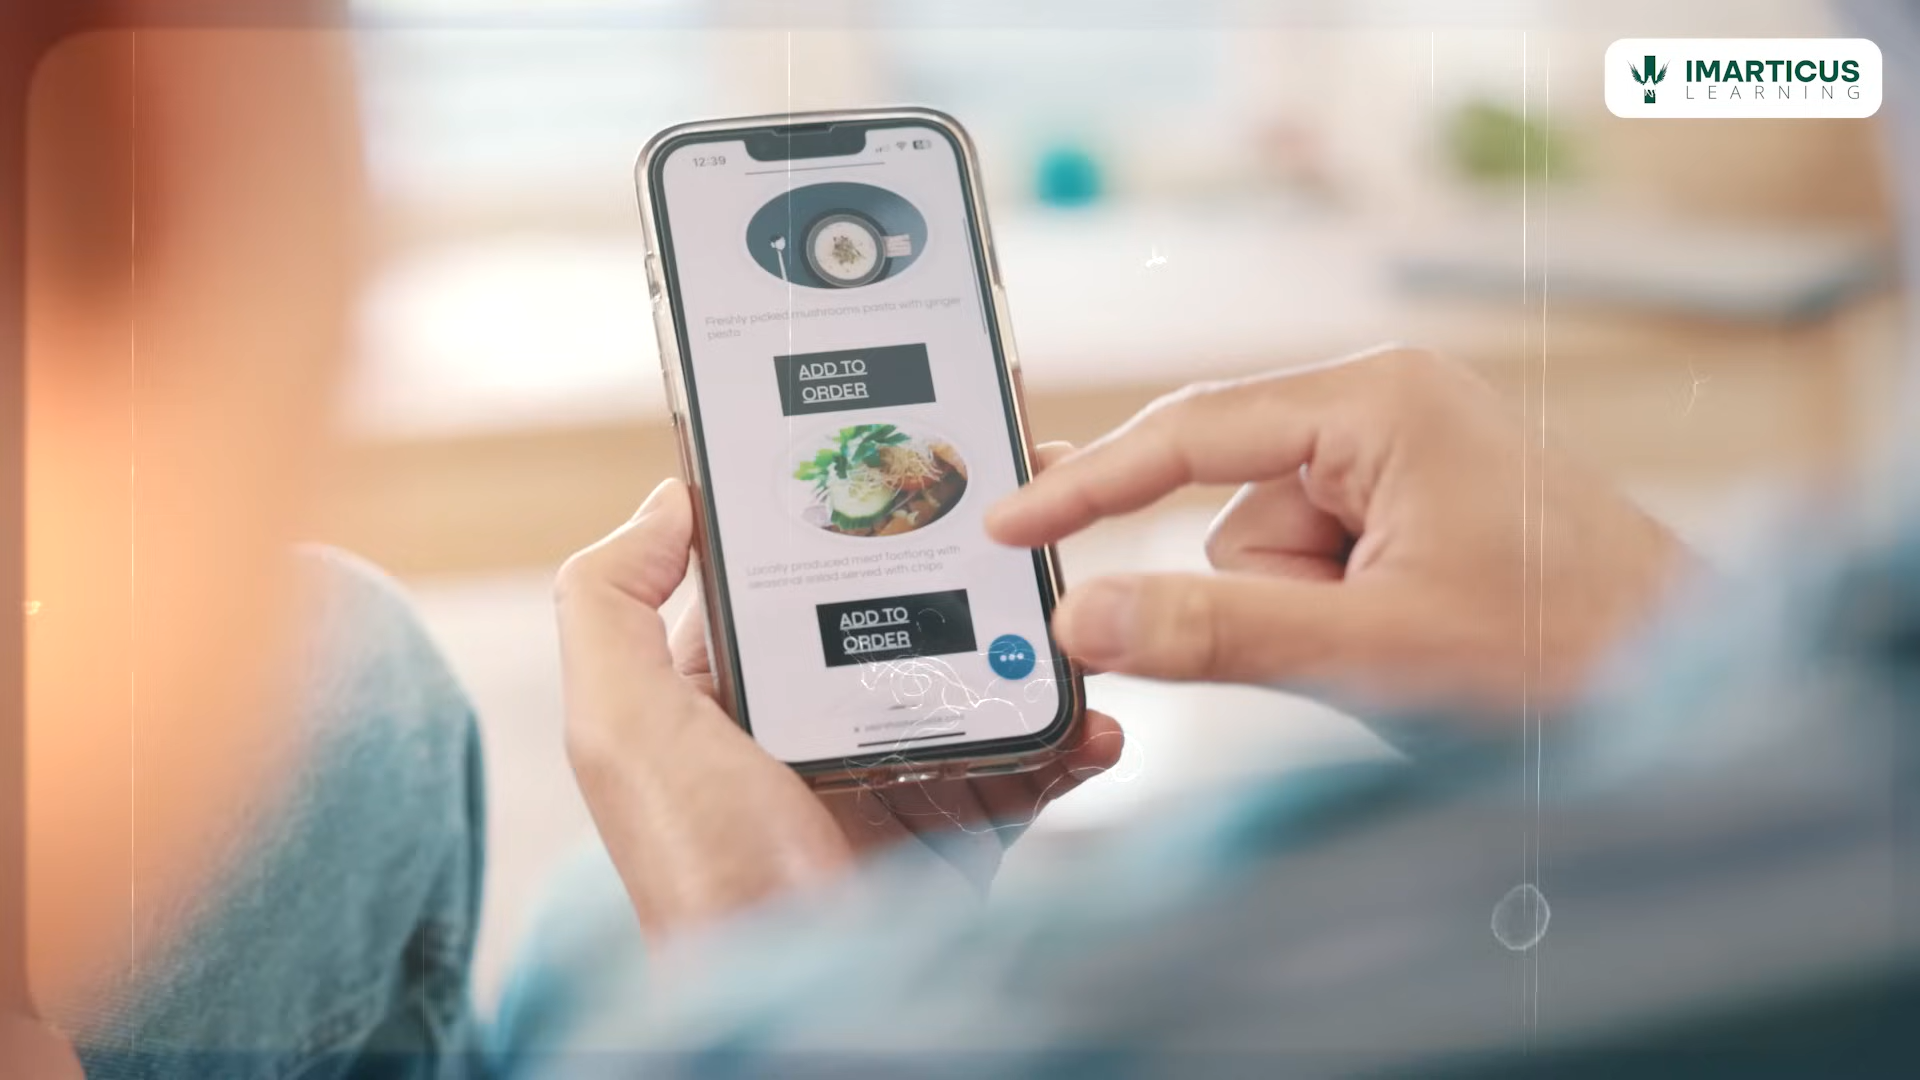 IMARTICUS
LEARNING
12:39
Freshly picked mushrooms pasta with ginger
pesto
ADD TO
ORDER
Locally produced meat footlong with
seasonal salad served with chips
ADD TO
ORDER